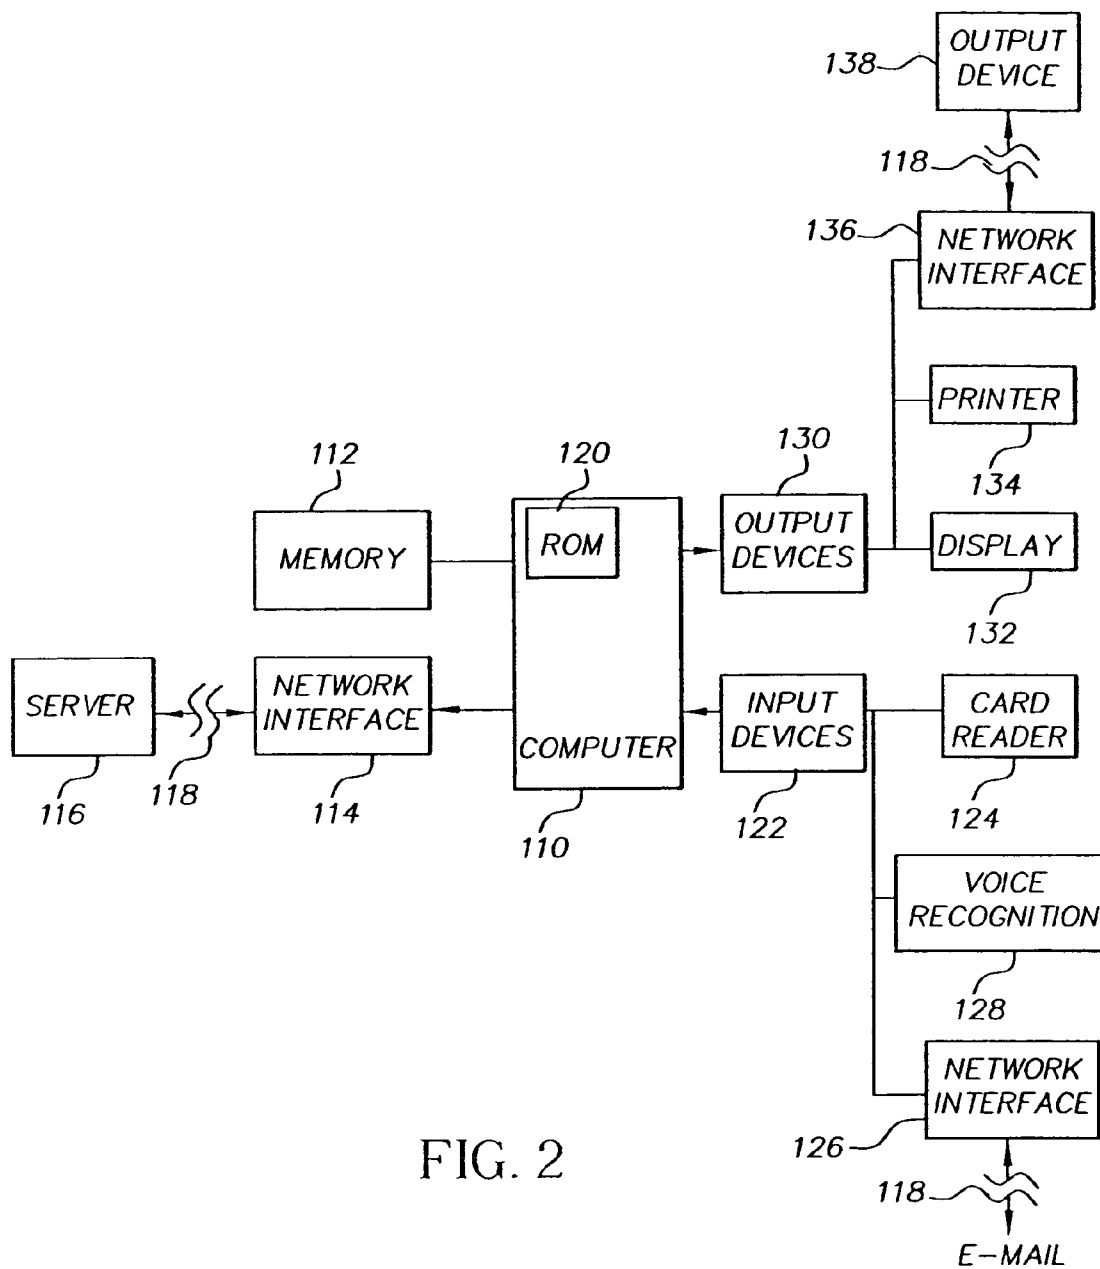 OUTPUT
DEVICE
138
118
136
NETWORK
INTERFACE
PRINTER
134
112
120
130
MEMORY
ROM
OUTPUT
DEVICES
DISPLAY
132
SERVER
116
118
NETWORK
INTERFACE
114
COMPUTER
110
INPUT
DEVICES
122
CARD
READER
124
VOICE
RECOGNITION
128
NETWORK
INTERFACE
126
118
E-MAIL
FIG. 2